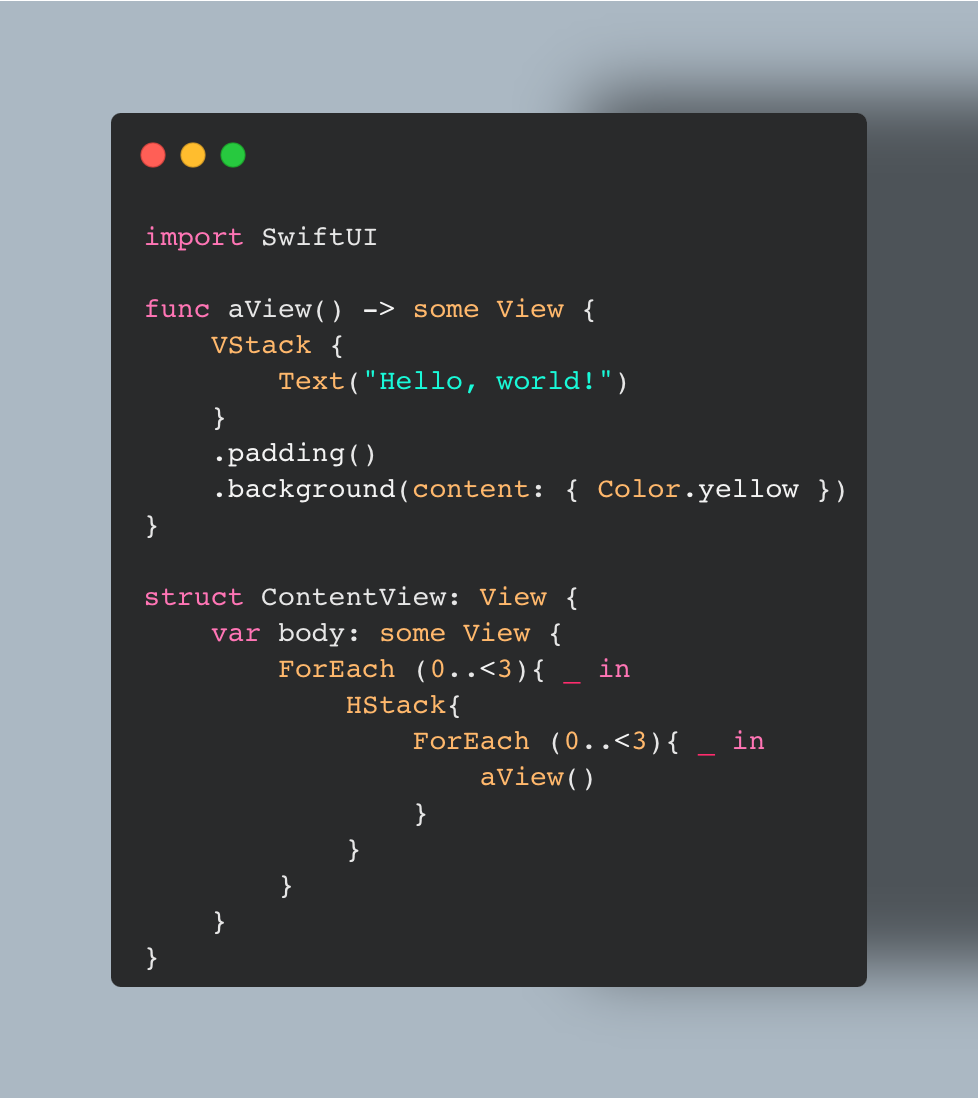 import SwiftUI
func aView() -> some View {
    VStack {
        Text("Hello, world!")
    }
    .padding()
    .background(content: { Color.yellow })
}
struct ContentView: View {
    var body: some View {
        ForEach (0..<3){ _ in
            HStack{
                ForEach (0..<3){ _ in
                    aView()
                }
            }
        }
    }
}